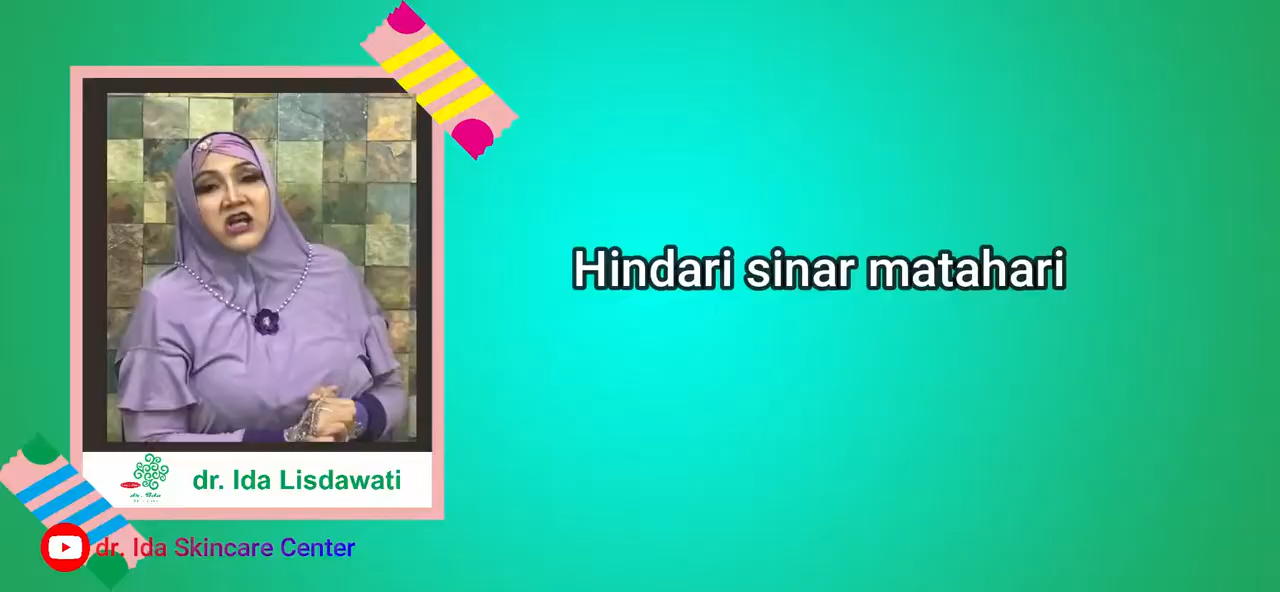 Hindari sinar matahari
dr. Ida Lisdawati
dr. Ida Skincare Center